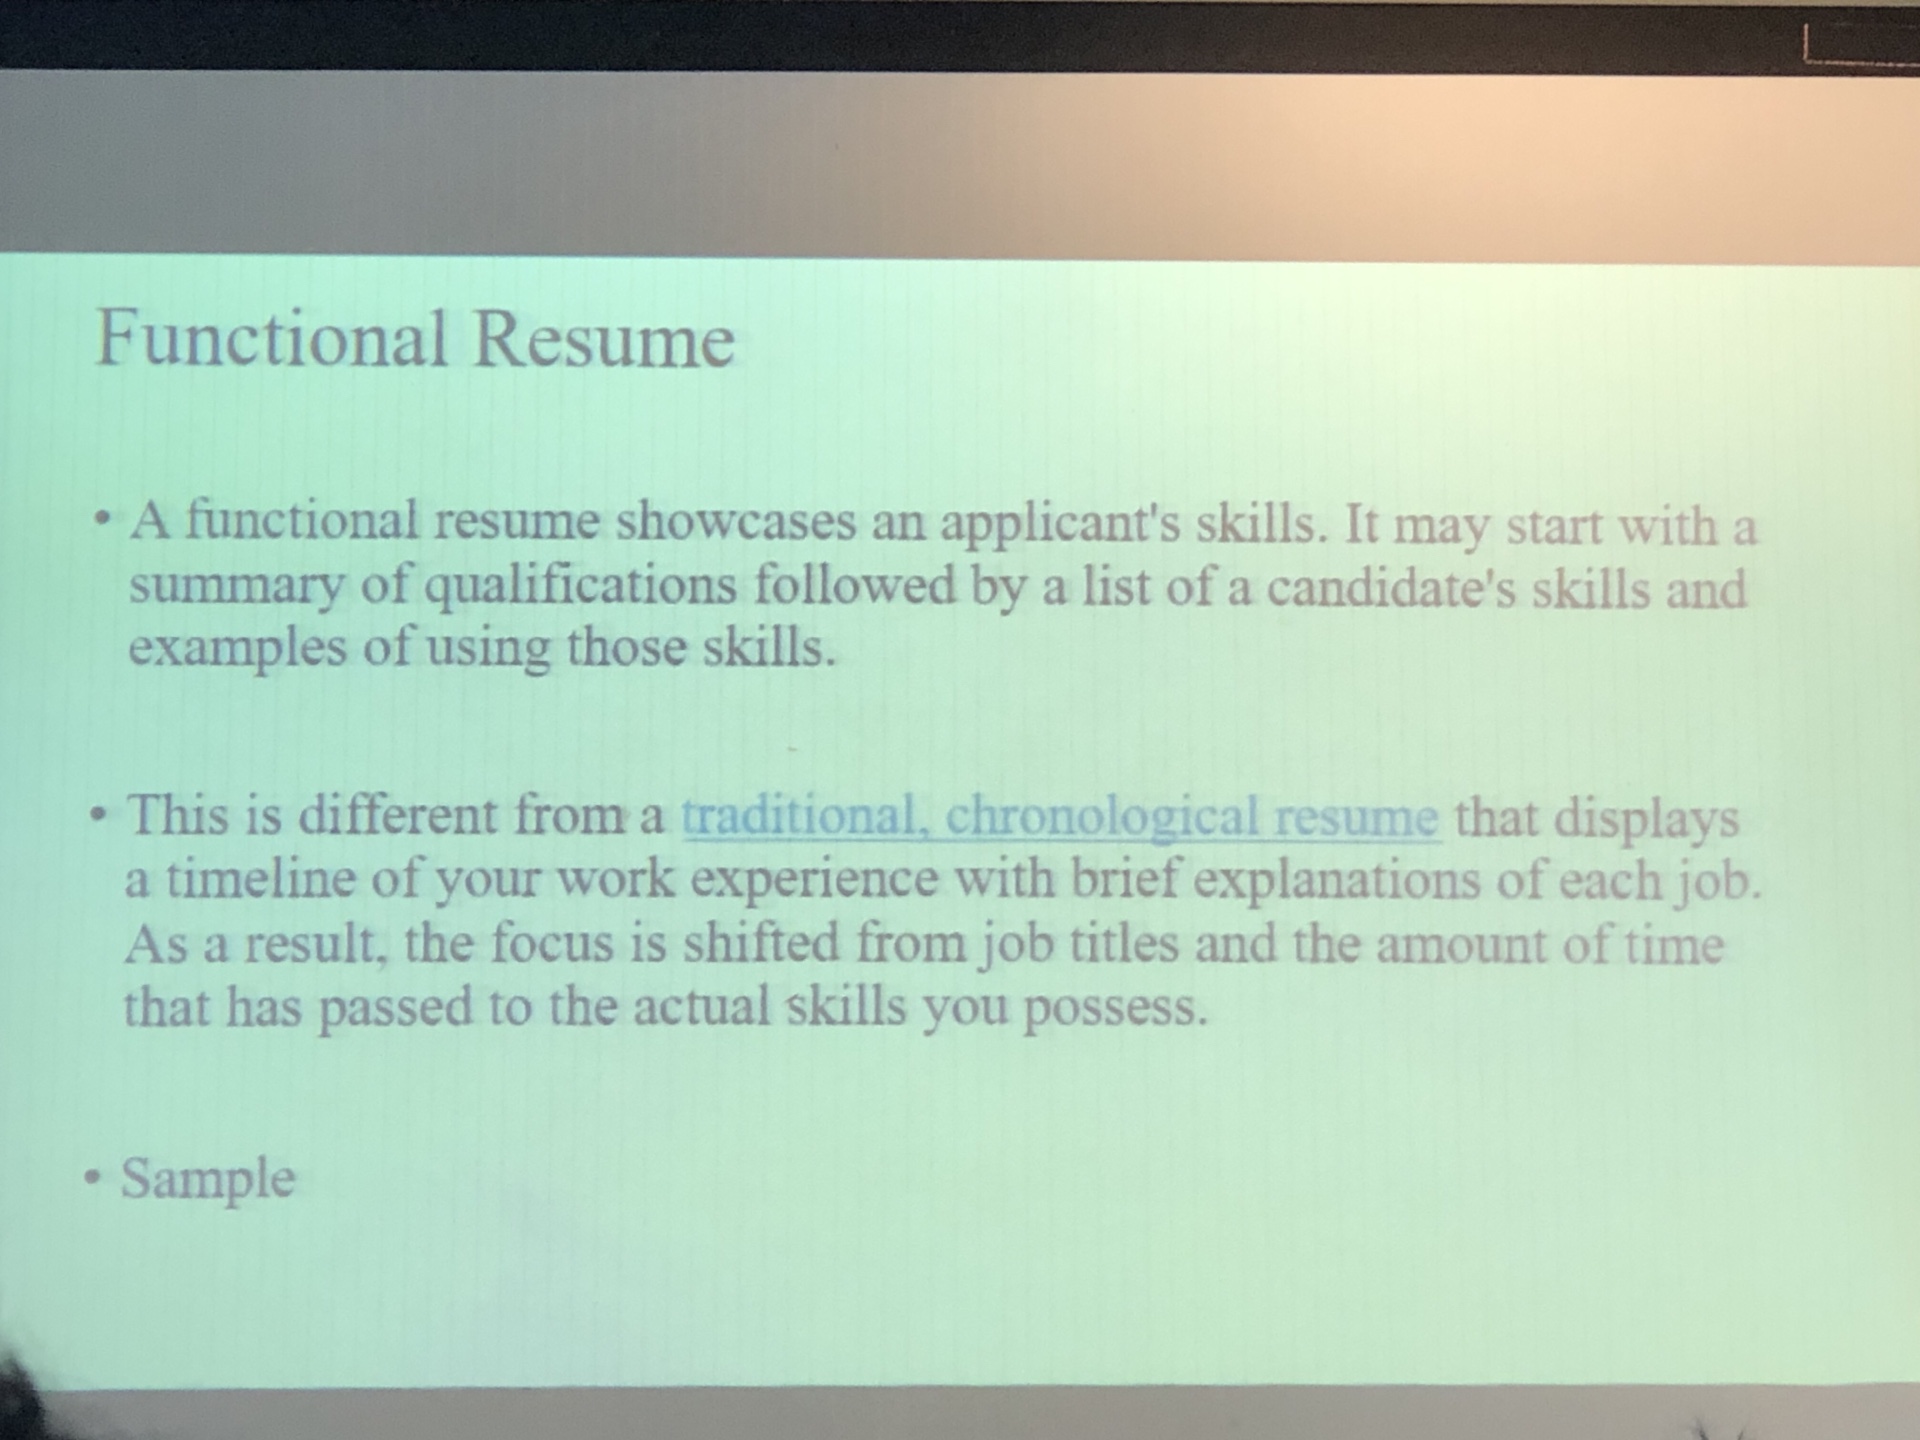 Functional Resume
• A functional resume showcases an applicant's skills. It may start with a
summary of qualifications followed by a list of a candidate's skills and
examples of using those skills.
• This is different from a traditional, chronological resume that displays
a timeline of your work experience with brief explanations of each job.
As a result, the focus is shifted from job titles and the amount of time
that has passed to the actual skills you possess.
• Sample